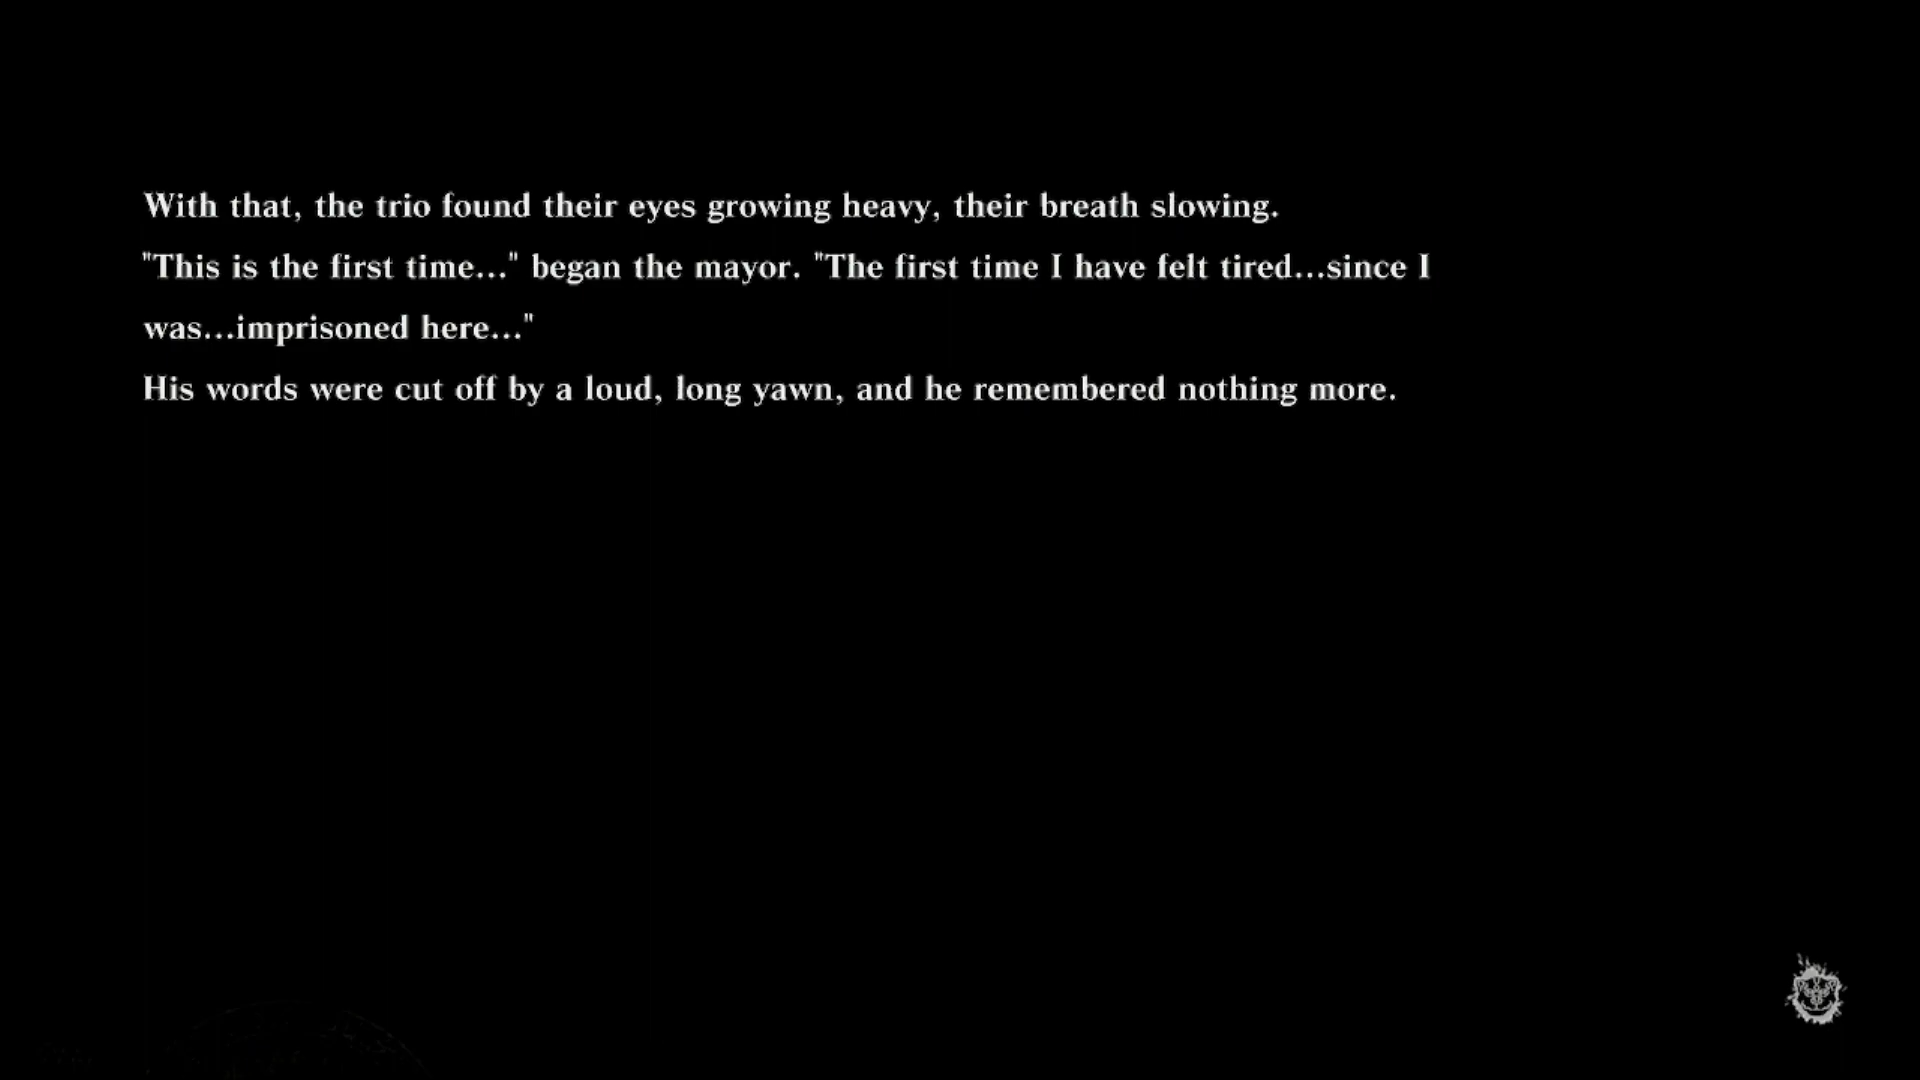 With that, the trio found their eyes growing heavy, their breath slowing.
"This is the first time..." began the mayor. "The first time I have felt tired...since I
was...imprisoned here..."
His words were cut off by a loud, long yawn, and he remembered nothing more.